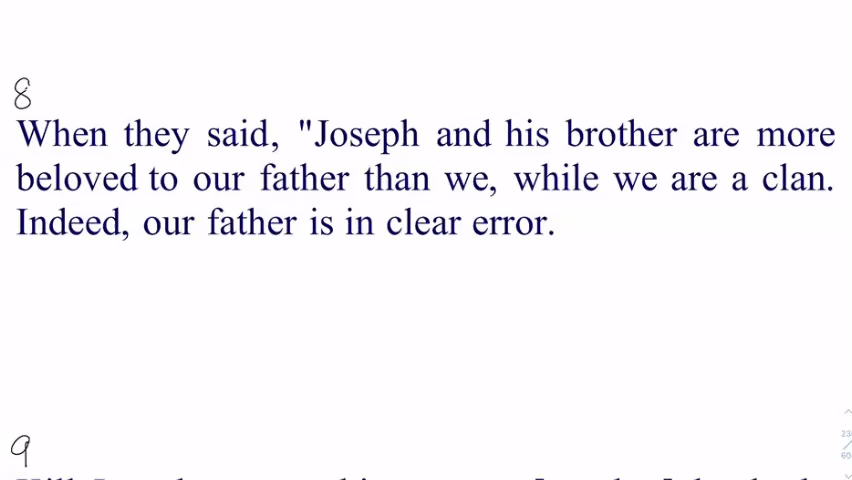 8
When they said, "Joseph and his brother are more
beloved to our father than we, while we are a clan.
Indeed, our father is in clear error.
9